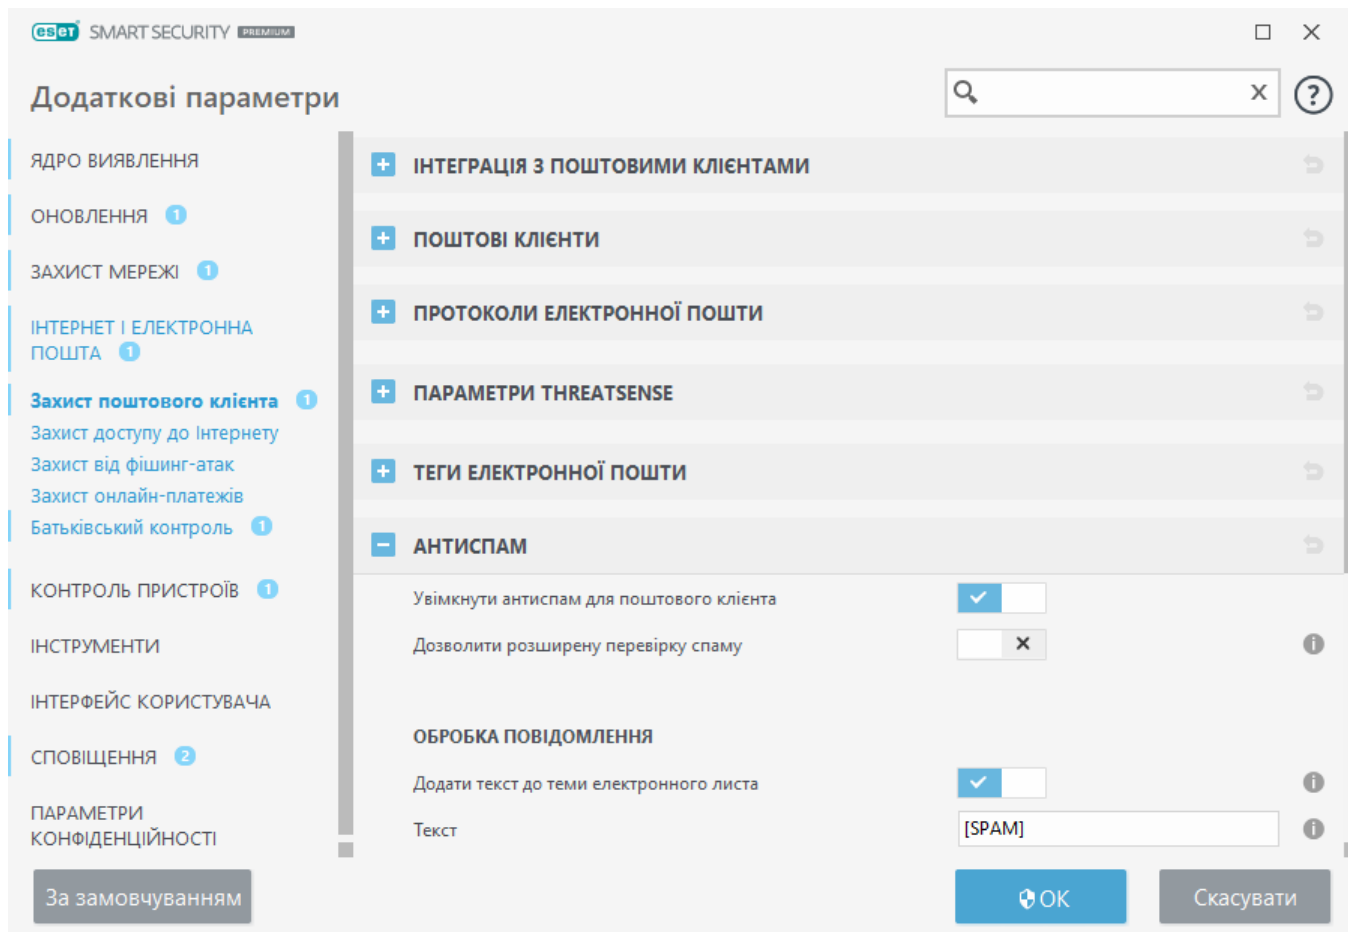 eset SMART SECURITY PREMIUM
Додаткові параметри
X
?
ЯДРО ВИЯВЛЕННЯ
ОНОВЛЕННЯ 1
ЗАХИСТ МЕРЕЖІ 1
ІНТЕРНЕТ І ЕЛЕКТРОННА
ПОШТА 1
Захист поштового клієнта 1
Захист доступу до Інтернету
Захист від фішинг-атак
Захист онлайн-платежів
Батьківський контроль 1
КОНТРОЛЬ ПРИСТРОЇВ 1
ІНСТРУМЕНТИ
ІНТЕРФЕЙС КОРИСТУВАЧА
СПОВІЩЕННЯ 2
ПАРАМЕТРИ
КОНФІДЕНЦІЙНОСТІ
ІНТЕГРАЦІЯ З ПОШТОВИМИ КЛІЄНТАМИ
ПОШТОВІ КЛІЄНТИ
ПРОТОКОЛИ ЕЛЕКТРОННОЇ ПОШТИ
ПАРАМЕТРИ THREATSENSE
ТЕГИ ЕЛЕКТРОННОЇ ПОШТИ
АНТИСПАМ
Увімкнути антиспам для поштового клієнта
Дозволити розширену перевірку спаму
ОБРОБКА ПОВІДОМЛЕННЯ
Додати текст до теми електронного листа
Текст [SPAM]
За замовчуванням
OK
Скасувати